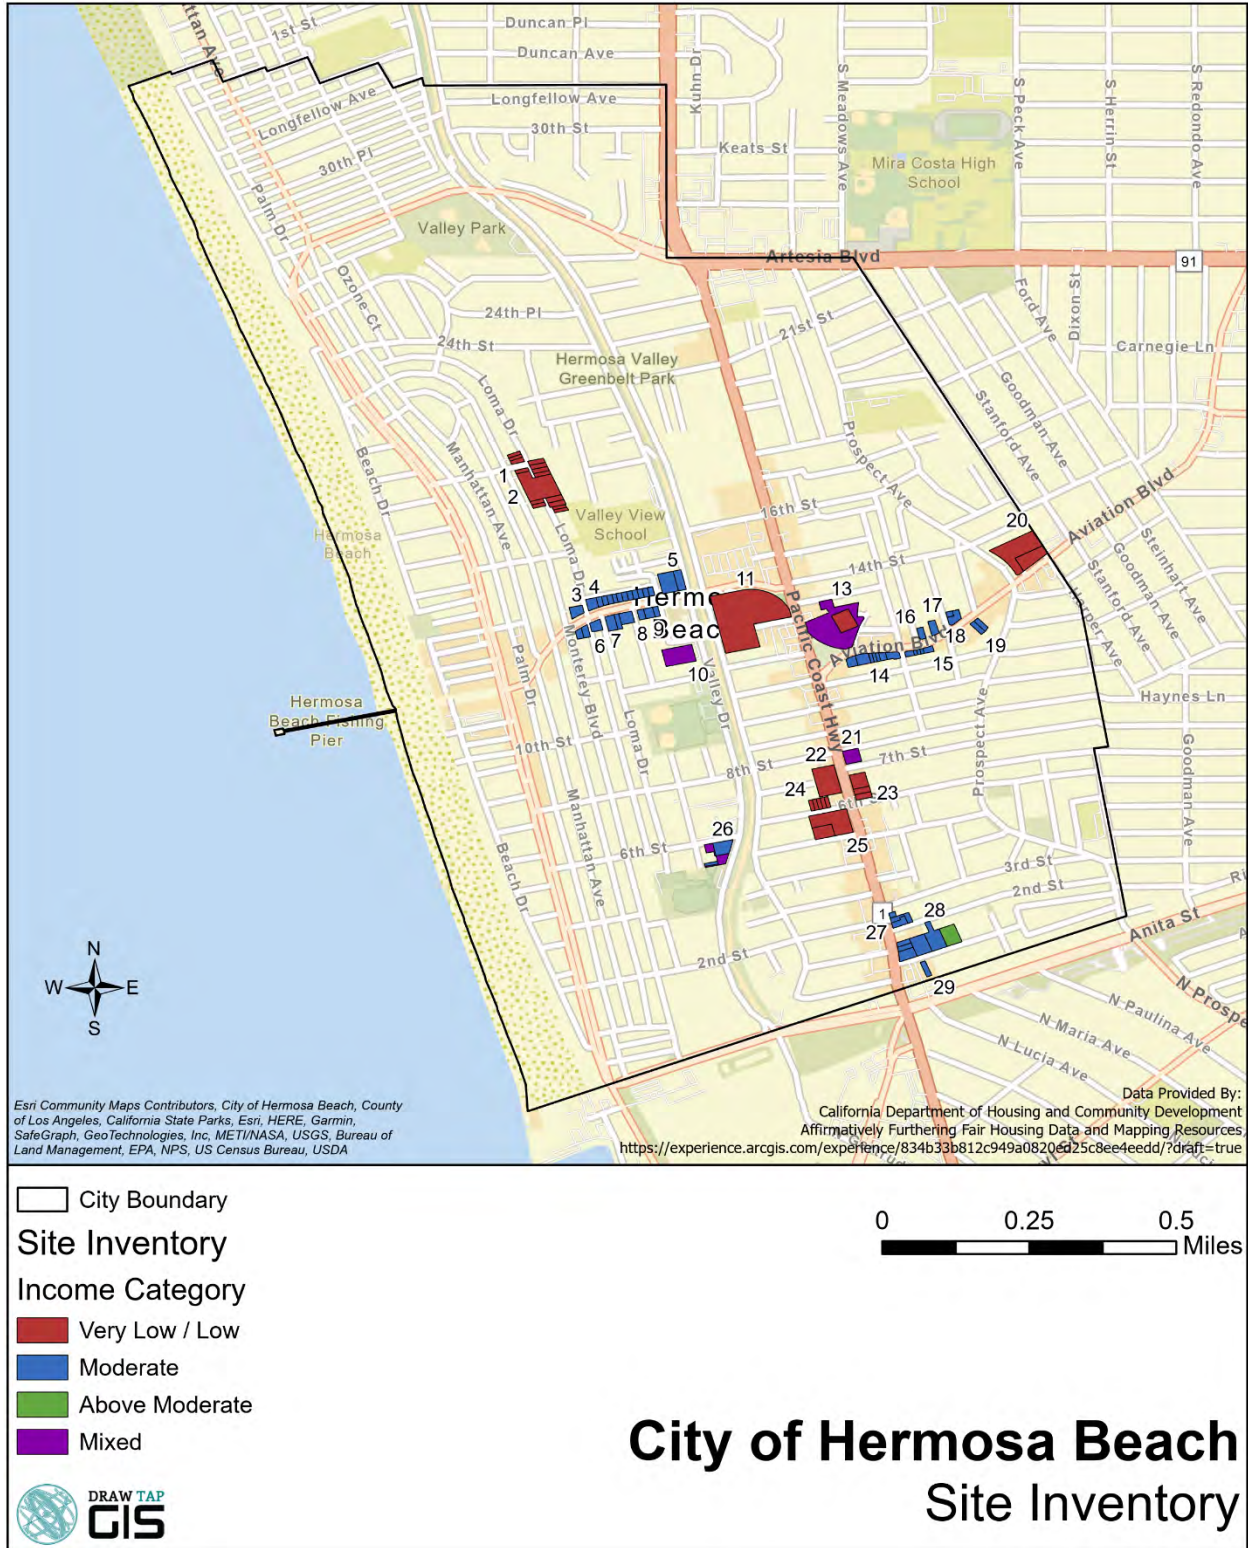 1st St
Duncan Pl
Duncan Ave
Kuhn Dr
S Meadows Ave
S Peck Ave
S Herrin St
S Redondo Ave
Longfellow Ave
Longfellow Ave
30th St
30th Pl
Keats St
Mira Costa High
School
Palm Dr
Valley Park
Artesia Blvd
91
Ozone Ct
24th Pl
24th St
21st St
Ford Ave
Dixon St
Carnegie Ln
Hermosa Valley
Greenbelt Park
Loma Dr
Goodman Ave
Stanford Ave
Beach Dr
Manhattan Ave
Prospect Ave
1
2
Valley View
School
16th St
20
Aviation Blvd
Hermosa
Beach
Loma Dr
14th St
Steinhart Ave
Goodman Ave
Stanford Ave
Harper Ave
5
11
13
3
4
Herm
Beac
6
7
8
9
10
16
17
18
19
Aviation Blvd
14
15
Pacific Coast Hwy
Monterey Blvd
Palm Dr
Valley Dr
Loma Dr
Prospect Ave
Haynes Ln
Goodman Ave
Hermosa
Beach Fishing
Pier
10th St
8th St
21
7th St
22
24
23
6th S
25
Manhattan Ave
Beach Dr
6th St
26
3rd St
2nd St
1
27
28
29
2nd St
Anita St
N Prospe
N Paulina Ave
N Maria Ave
N Lucia Ave
N
W
E
S
Esri Community Maps Contributors, City of Hermosa Beach, County
of Los Angeles, California State Parks, Esri, HERE, Garmin,
SafeGraph, GeoTechnologies, Inc, METI/NASA, USGS, Bureau of
Land Management, EPA, NPS, US Census Bureau, USDA
Data Provided By:
California Department of Housing and Community Development
Affirmatively Furthering Fair Housing Data and Mapping Resources
https://experience.arcgis.com/experience/834b33b812c949a0820ed25c8ee4eedd/?draft=true
City Boundary
Site Inventory
Income Category
Very Low / Low
Moderate
Above Moderate
Mixed
0
0.25
0.5
Miles
DRAW TAP
GIS
City of Hermosa Beach
Site Inventory